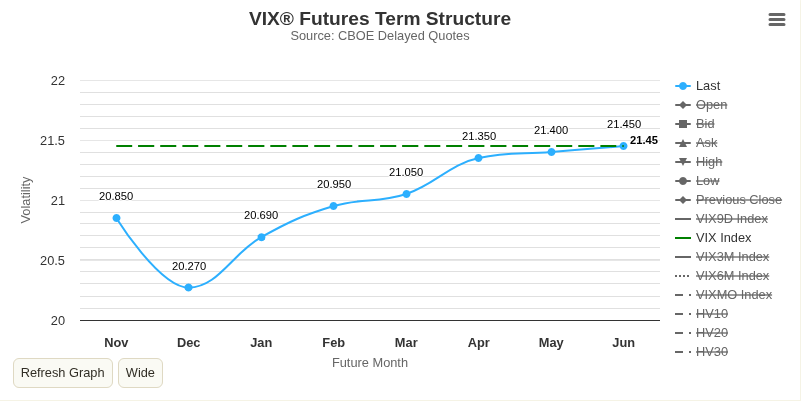 VIX® Futures Term Structure
Source: CBOE Delayed Quotes
22
21.5
21
20.5
20
Volatility
20.850
20.270
20.690
20.950
21.050
21.350
21.400
21.450
21.45
Nov Dec Jan Feb Mar Apr May Jun
Future Month
Last
Open
Bid
Ask
High
Low
Previous Close
VIX9D Index
VIX Index
VIX3M Index
VIX6M Index
VIXMO Index
HV10
HV20
HV30
Refresh Graph Wide